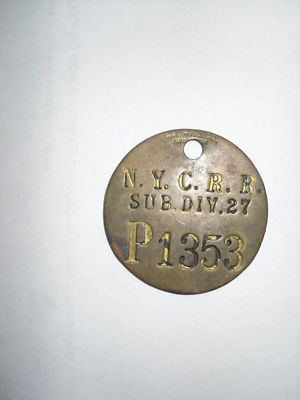 N. Y. C. R. R.
SUB. DIV. 27
P1353